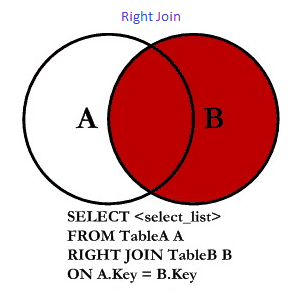 Right Join
A
B
SELECT <select_list>
FROM TableA A
RIGHT JOIN TableB B
ON A.Key = B.Key